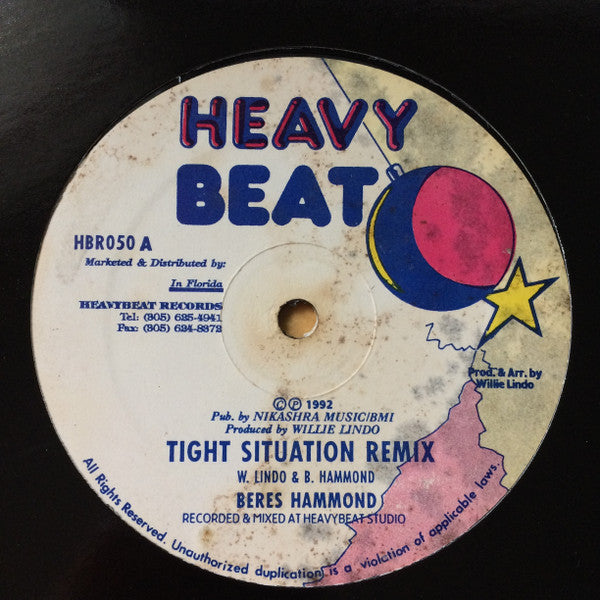 HEAVY
BEAT
HBR050 A
Marketed & Distributed by:
In Florida
HEAVYBEAT RECORDS
Tel: (305) 625-4941
Fax: (305) 624-8372
Prod. & Arr. by
Willie Lindo
© ℗ 1992
Pub. by NIKASHRA MUSIC/BMI
Produced by WILLIE LINDO
TIGHT SITUATION REMIX
W. LINDO & B. HAMMOND
BERES HAMMOND
RECORDED & MIXED AT HEAVYBEAT STUDIO
All Rights Reserved. Unauthorized duplication is a violation of applicable laws.